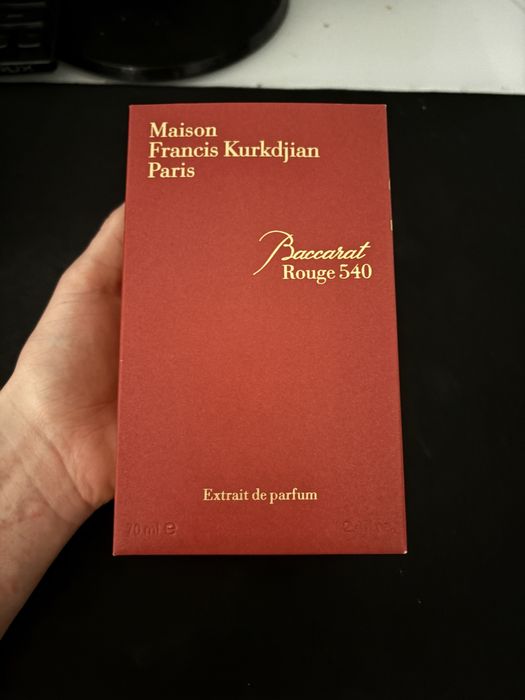 Maison
Francis Kurkdjian
Paris
Baccarat
Rouge 540
Extrait de parfum
70 ml e